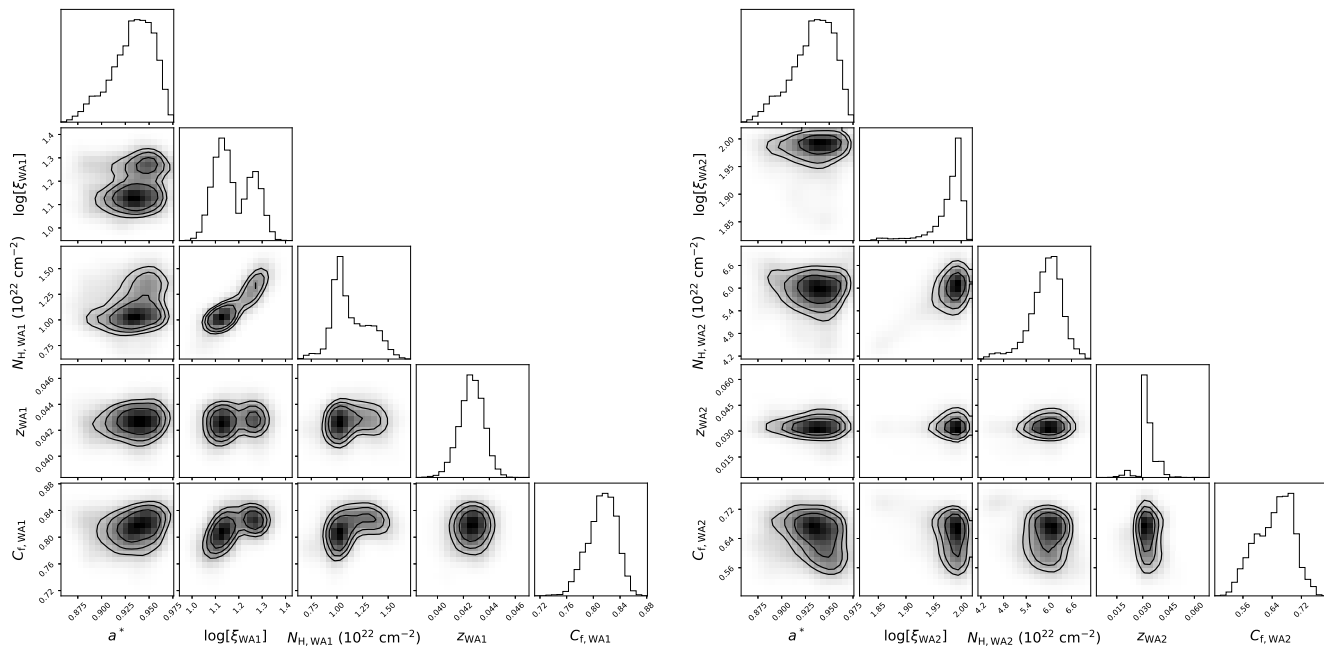 log[ξWA1]
1.0 1.1 1.2 1.3 1.4
NH, WA1 (10²² cm⁻²)
0.75 1.00 1.25 1.50
zWA1
0.040 0.042 0.044 0.046
Cf, WA1
0.72 0.76 0.80 0.84 0.88
0.875 0.900 0.925 0.950 0.975
a*
1.0 1.1 1.2 1.3 1.4
log[ξWA1]
0.75 1.00 1.25 1.50
NH, WA1 (10²² cm⁻²)
0.040 0.042 0.044 0.046
zWA1
0.72 0.76 0.80 0.84 0.88
Cf, WA1
log[ξWA2]
1.85 1.90 1.95 2.00
NH, WA2 (10²² cm⁻²)
4.2 4.8 5.4 6.0 6.6
zWA2
0.015 0.030 0.045 0.060
Cf, WA2
0.56 0.64 0.72
0.875 0.900 0.925 0.950 0.975
a*
1.85 1.90 1.95 2.00
log[ξWA2]
4.2 4.8 5.4 6.0 6.6
NH, WA2 (10²² cm⁻²)
0.015 0.030 0.045 0.060
zWA2
0.56 0.64 0.72
Cf, WA2